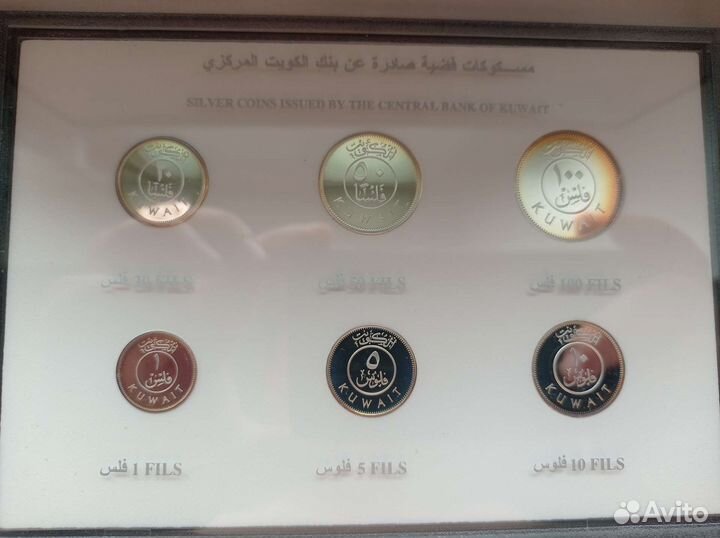 مسكوكات فضية صادرة عن بنك الكويت المركزي
SILVER COINS ISSUED BY THE CENTRAL BANK OF KUWAIT
الكويت ٢٠ فلسا KUWAIT
الكويت ٥٠ فلسا KUWAIT
الكويت ١٠٠ فلس KUWAIT
20 FILS فلس
50 FILS فلس
100 FILS فلس
الكويت ١ فلس KUWAIT
الكويت ٥ فلوس KUWAIT
الكويت ١٠ فلوس KUWAIT
1 FILS فلس
5 FILS فلوس
10 FILS فلوس
Avito